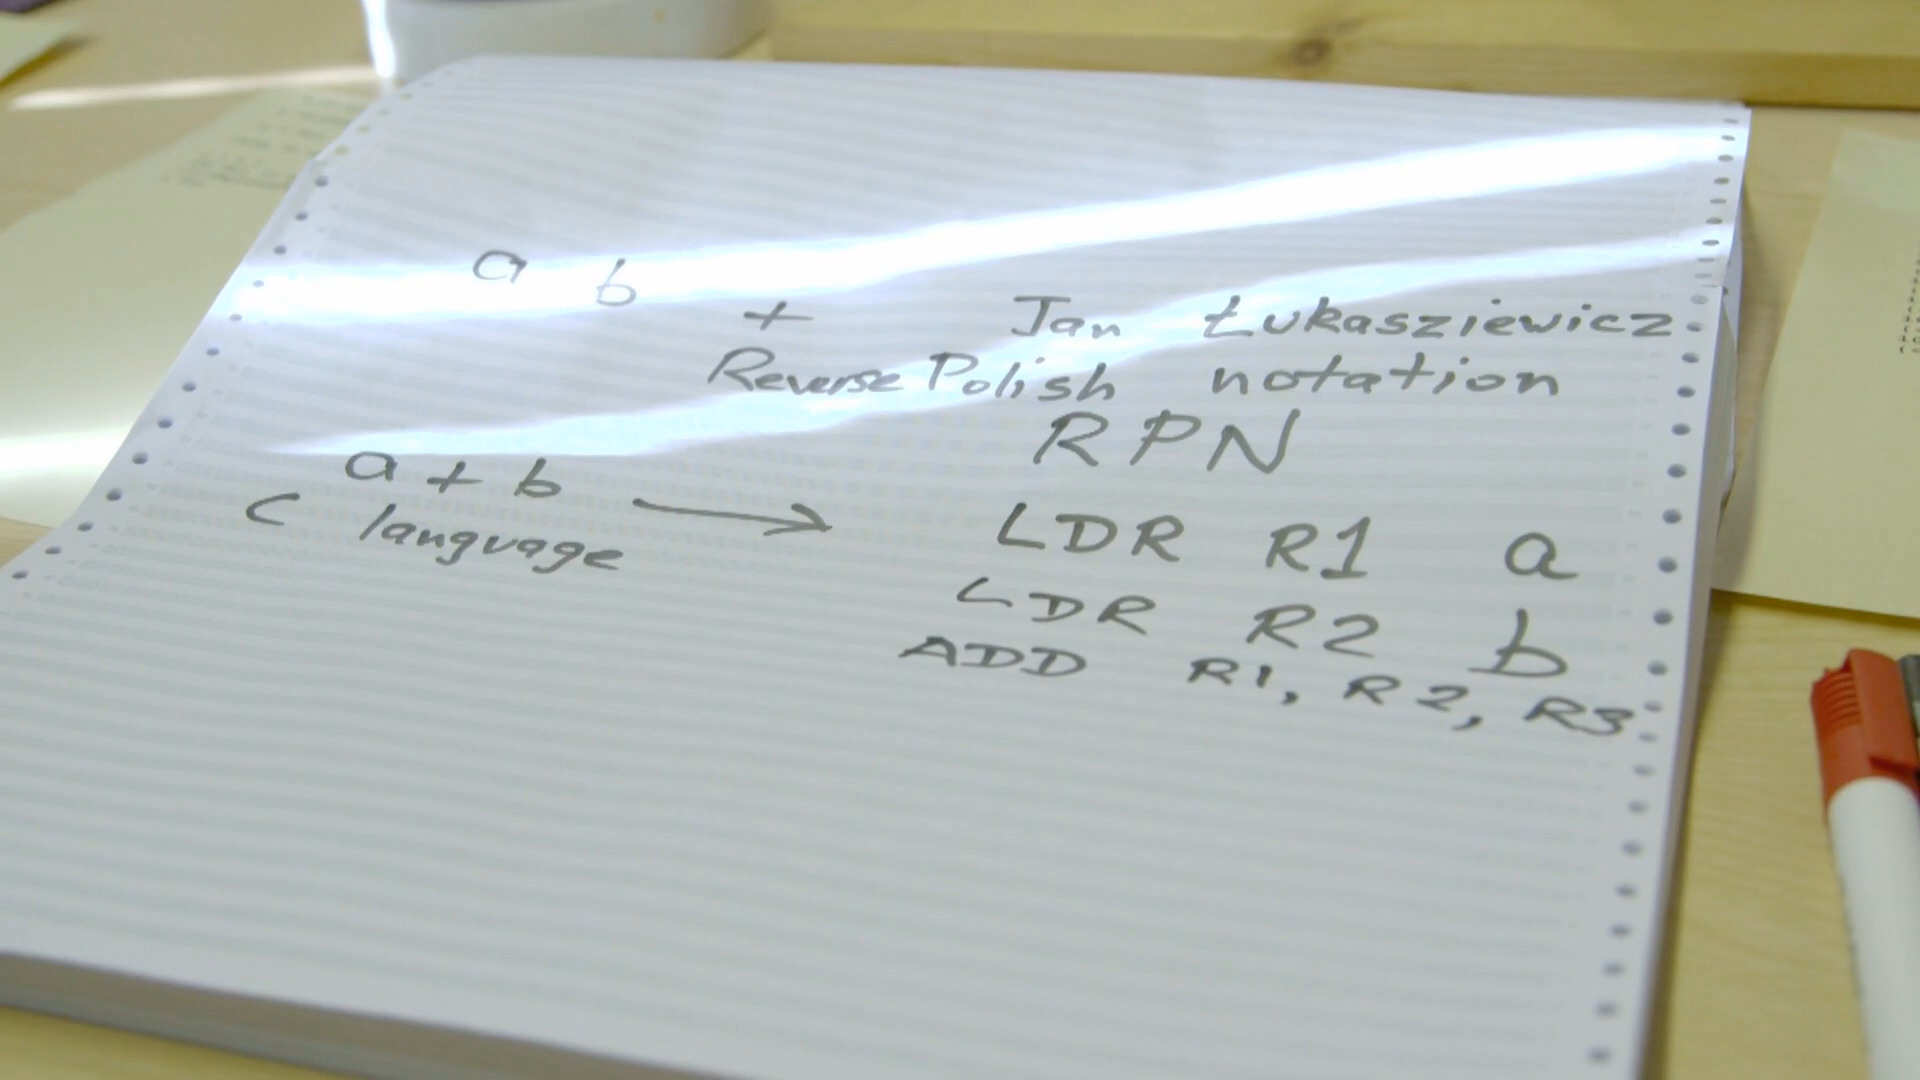 a b +
Jan Łukasziewicz
Reverse Polish notation
RPN
a + b
C language
LDR R1 a
LDR R2 b
ADD R1, R2, R3